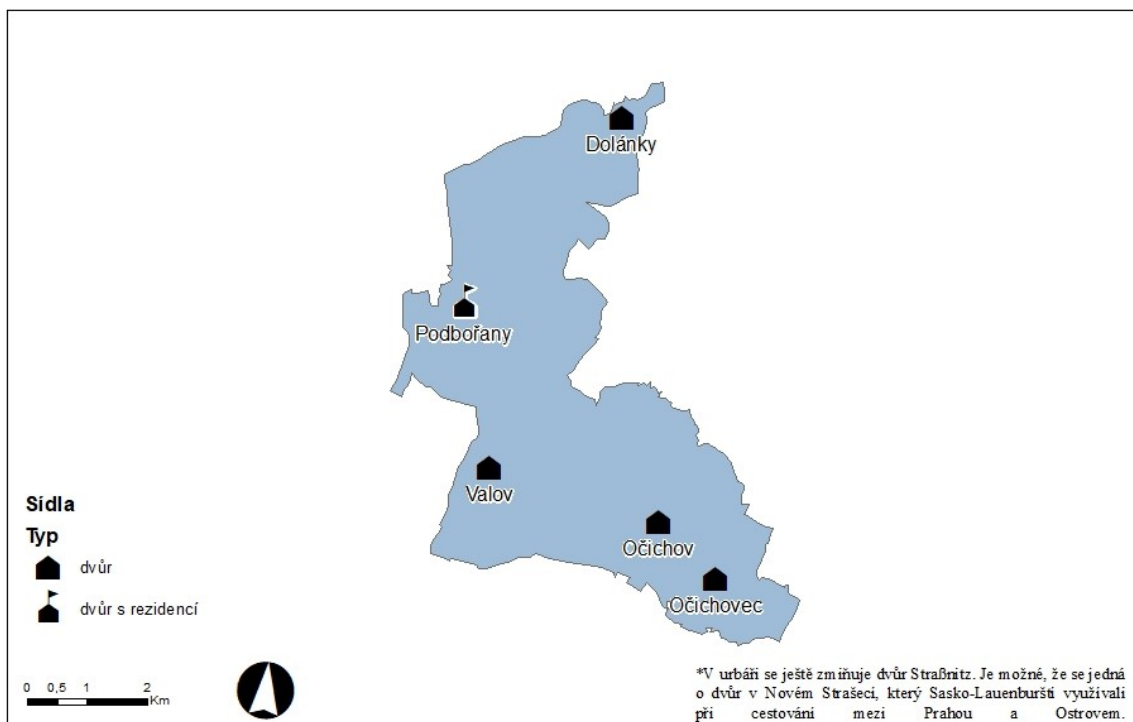 Dolánky
Podbořany
Valov
Očichov
Očichovec
Sídla
Typ
dvůr
dvůr s rezidencí
0 0,5 1 2
Km
*V urbáři se ještě zmiňuje dvůr Straßnitz. Je možné, že se jedná
o dvůr v Novém Strašecí, který Sasko-Lauenburští využívali
při cestování mezi Prahou a Ostrovem.